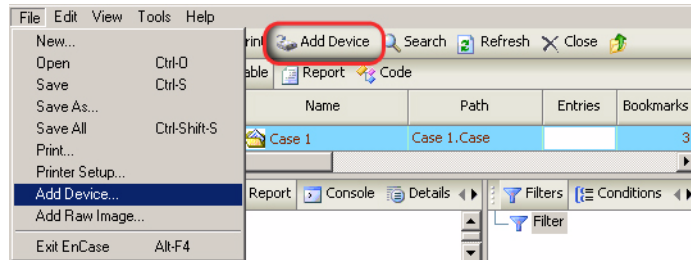 File Edit View Tools Help
New...
Open Ctrl-O
Save Ctrl-S
Save As...
Save All Ctrl-Shift-S
Print...
Printer Setup...
Add Device...
Add Raw Image...
Exit EnCase Alt-F4
Add Device Search Refresh Close
Report Code
Name Path Entries Bookmarks
Case 1 Case 1.Case 3
Report Console Details Filters Conditions
Filter